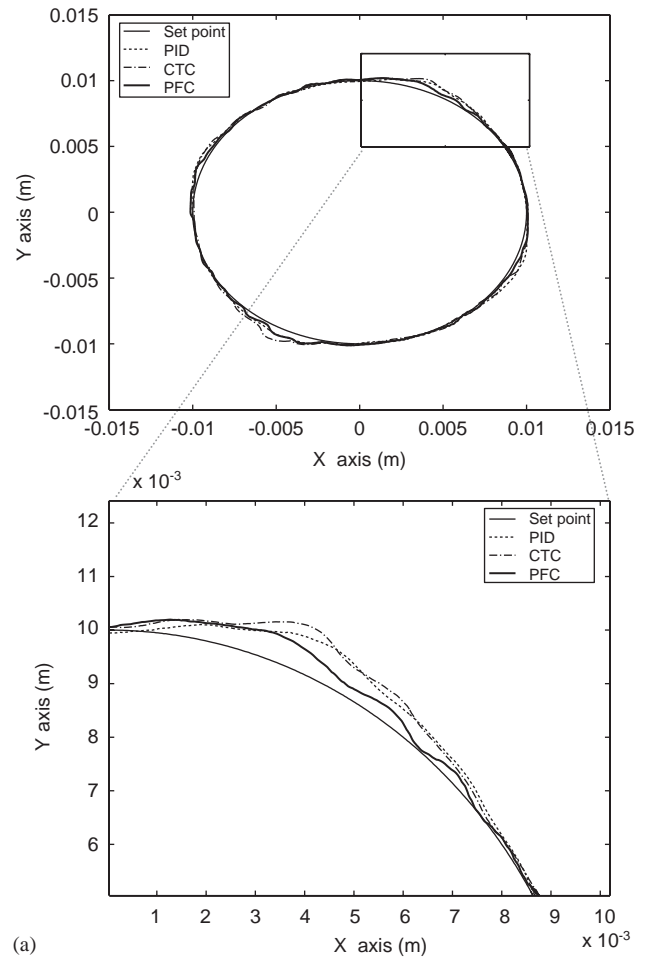 0.015
0.01
0.005
0
-0.005
-0.01
-0.015
Y axis (m)
Set point
PID
CTC
PFC
-0.015 -0.01 -0.005 0 0.005 0.01 0.015
X axis (m)
x 10-3
12
11
10
9
8
7
6
Y axis (m)
Set point
PID
CTC
PFC
1 2 3 4 5 6 7 8 9 10
X axis (m)
x 10-3
(a)